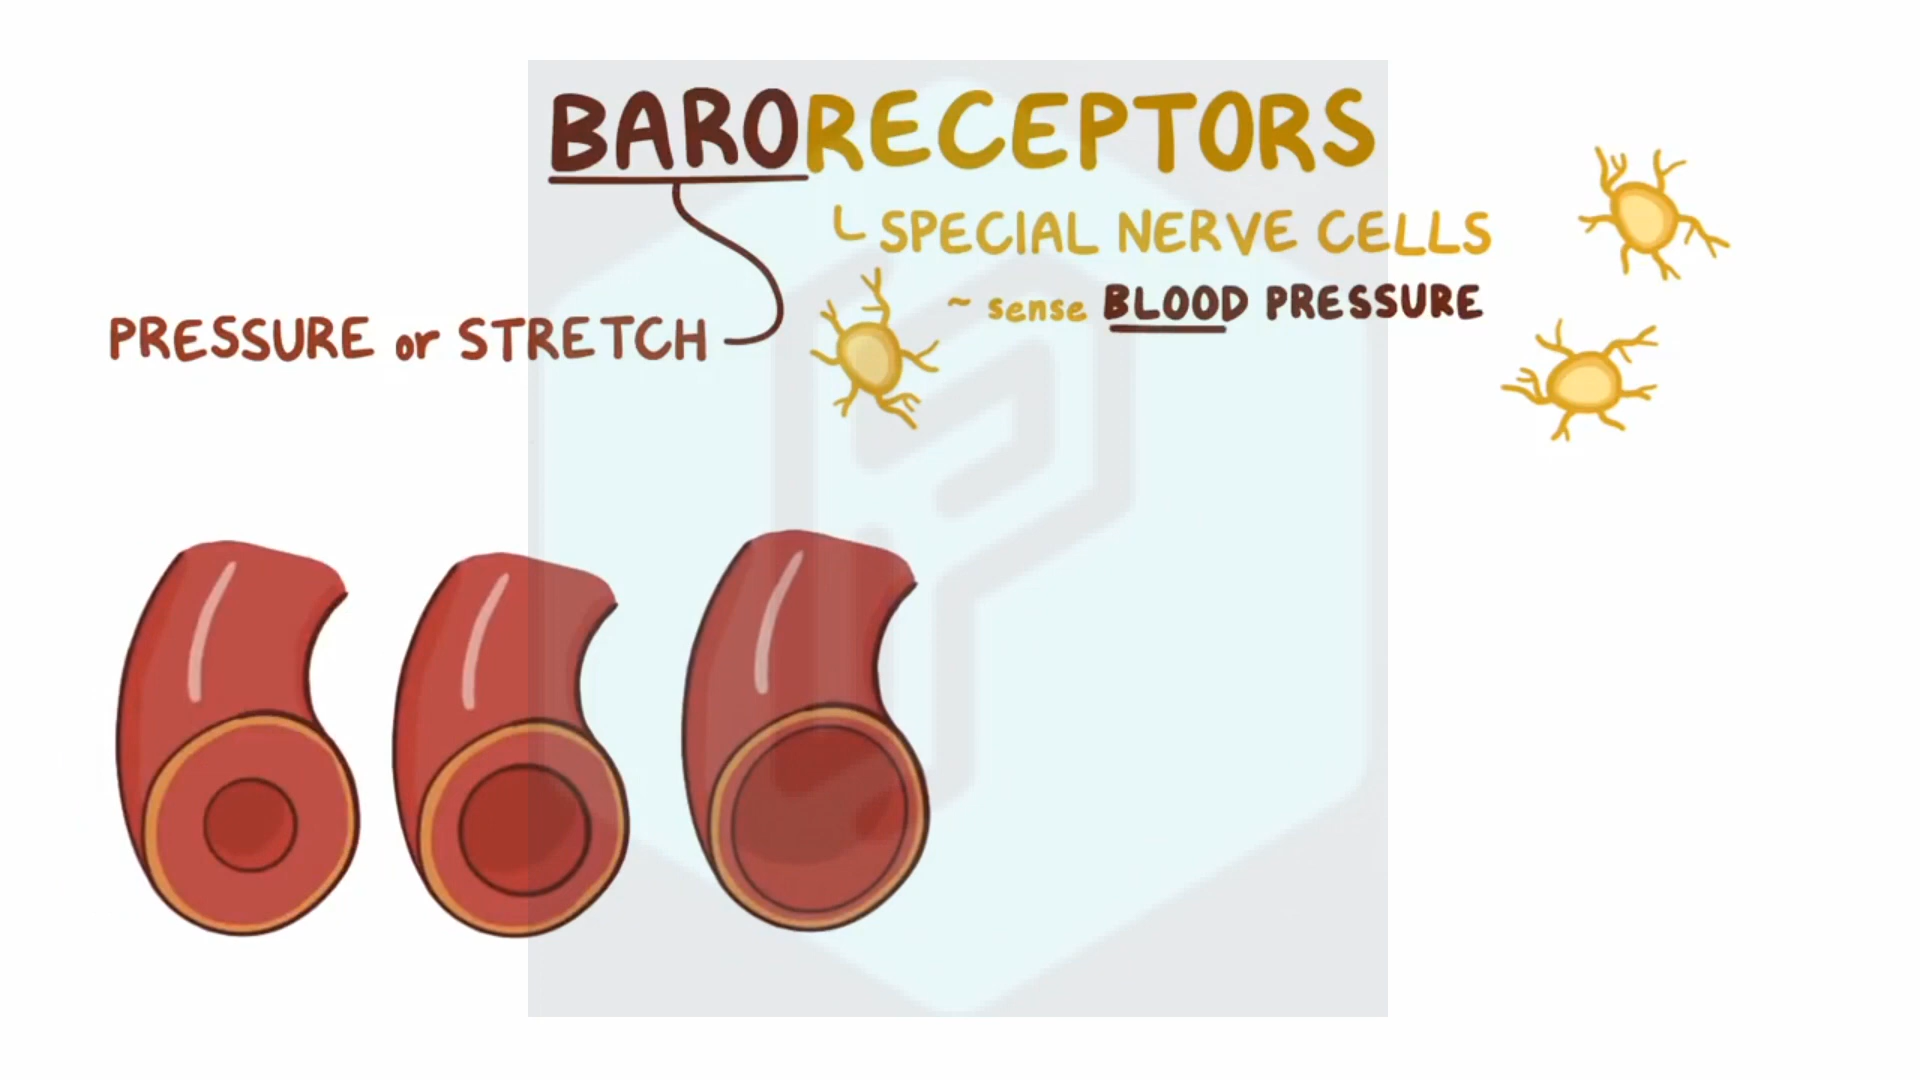 BARORECEPTORS
└ SPECIAL NERVE CELLS
~ sense BLOOD PRESSURE
PRESSURE or STRETCH